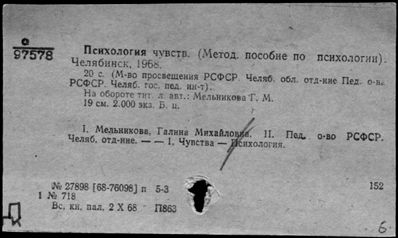 О
97578
Психология чувств. (Метод. пособие по психологии).
Челябинск, 1968.
20 с. (М-во просвещения РСФСР. Челяб. обл. отд-ние Пед. о-ва
РСФСР. Челяб. гос. пед. ин-т).
На обороте тит. л. авт.: Мельникова Г. М.
19 см. 2.000 экз. Б. ц.
I. Мельникова, Галина Михайловна. II. Пед. о-во РСФСР.
Челяб. отд-ние. — — 1. Чувства — Психология.
№ 27898 [68-76098] п 5-3
152
1 № 718
Вс. кн. пал. 2 X 68 П863
Д
6